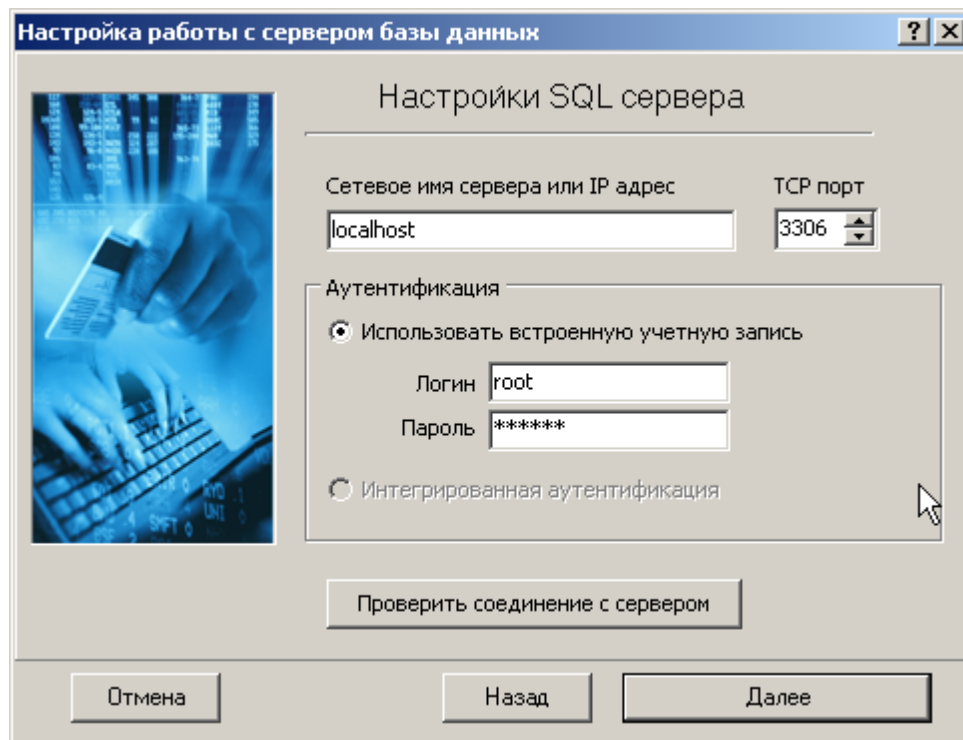 Настройка работы с сервером базы данных
Настройки SQL сервера
Сетевое имя сервера или IP адрес
TCP порт
localhost
3306
Аутентификация
Использовать встроенную учетную запись
Логин root
Пароль ******
Интегрированная аутентификация
Проверить соединение с сервером
Отмена Назад Далее